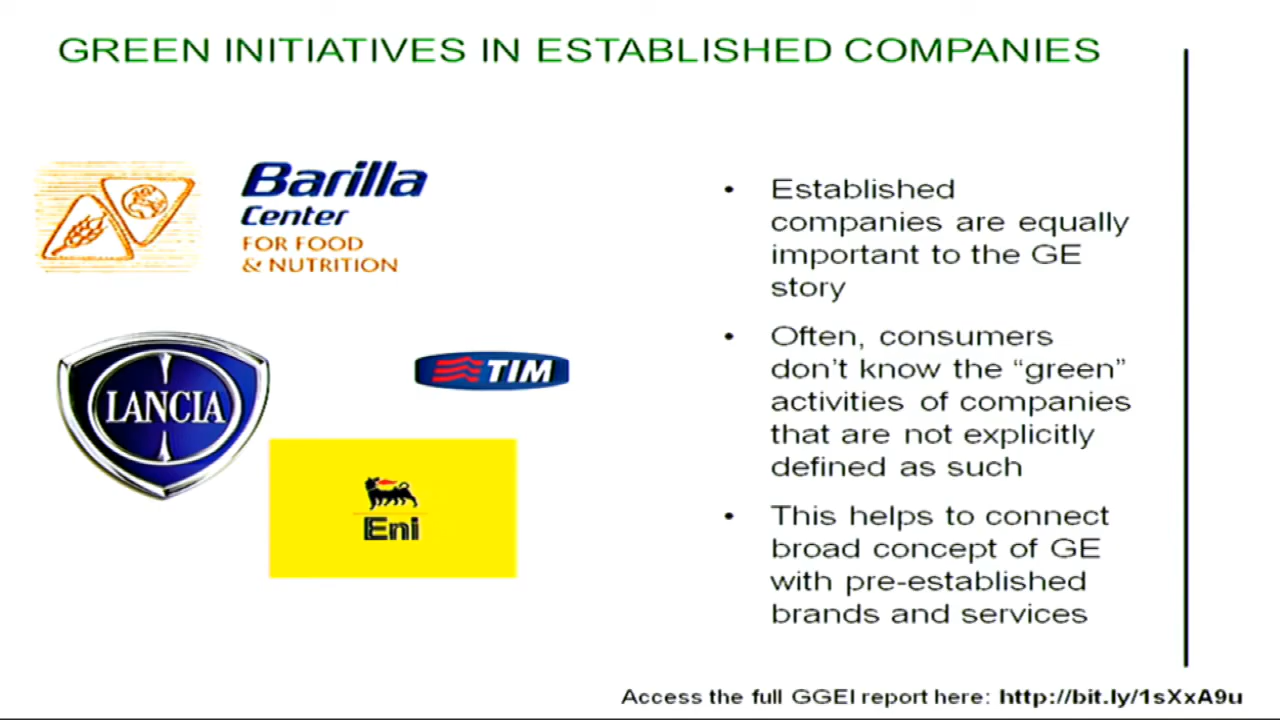 GREEN INITIATIVES IN ESTABLISHED COMPANIES
Barilla
Center
FOR FOOD
& NUTRITION
LANCIA
TIM
Eni
• Established
companies are equally
important to the GE
story
• Often, consumers
don't know the “green”
activities of companies
that are not explicitly
defined as such
• This helps to connect
broad concept of GE
with pre-established
brands and services
Access the full GGEI report here: http://bit.ly/1sXxA9u